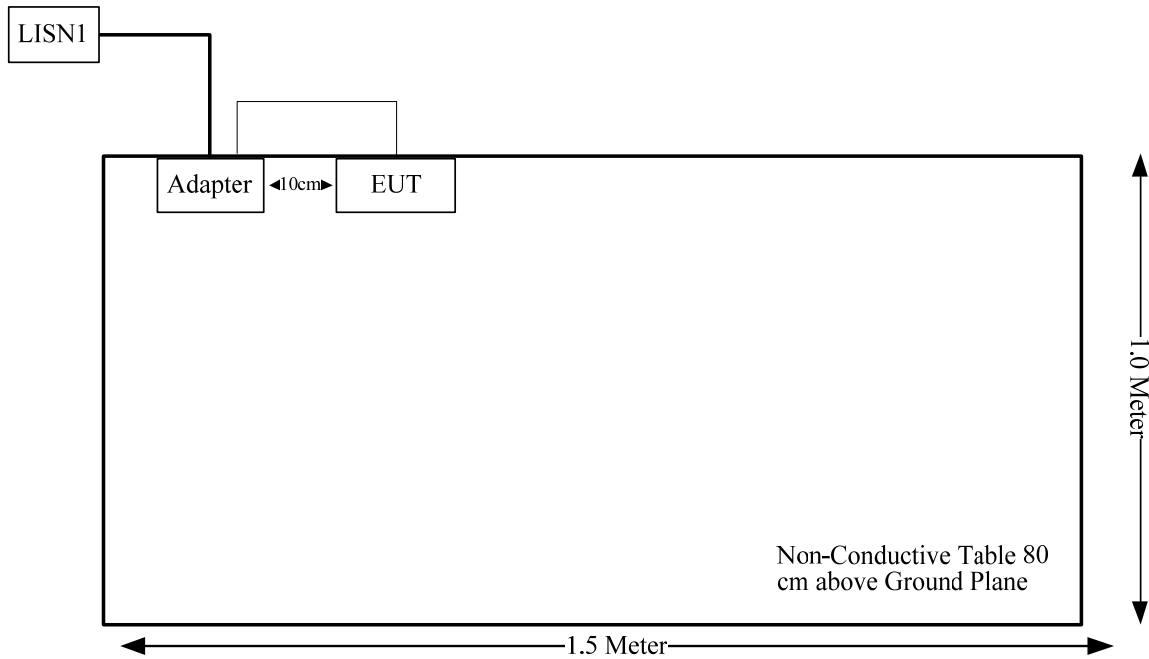 LISN1
Adapter
10cm
EUT
1.0 Meter
Non-Conductive Table 80
cm above Ground Plane
1.5 Meter